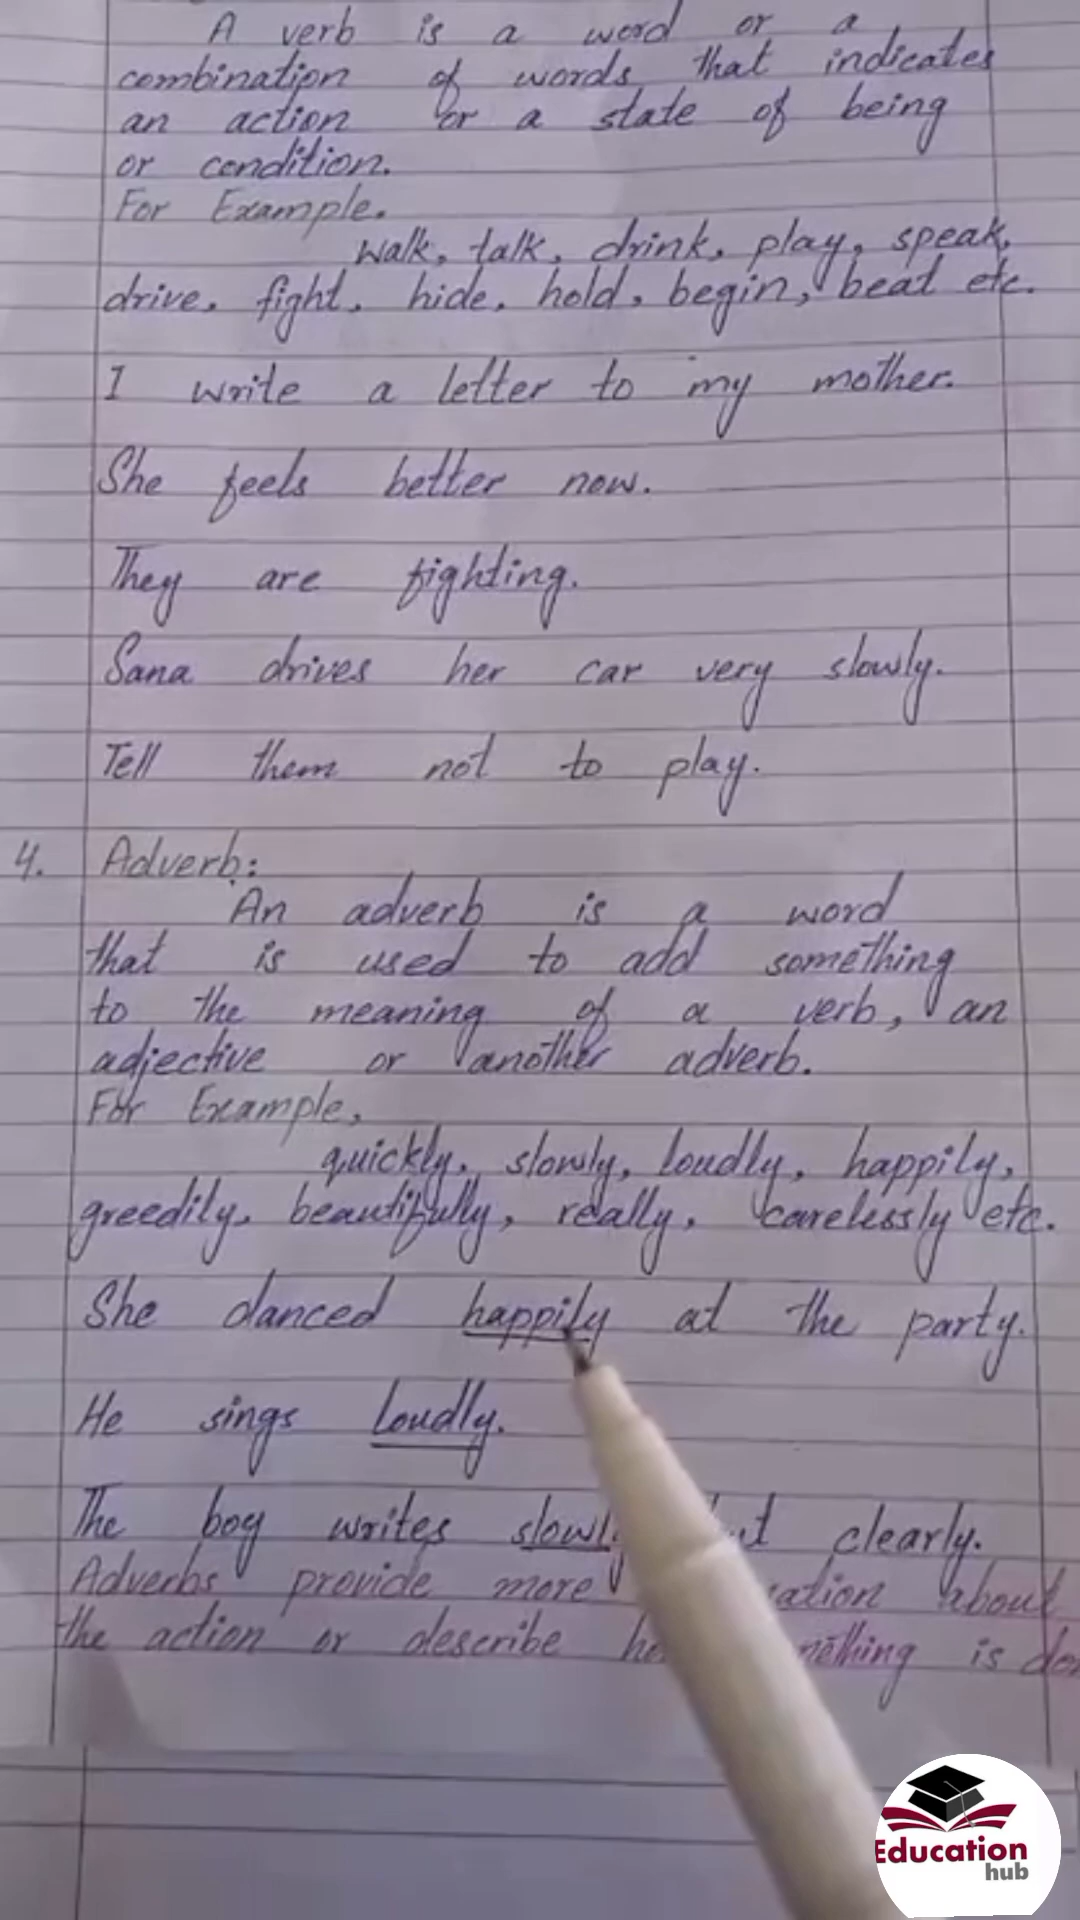 A verb is a word or a
combination of words that indicates
an action or a state of being
or condition.
For Example.
walk, talk, drink, play, speak,
drive, fight, hide, hold, begin, beat etc.
I write a letter to my mother.
She feels better now.
They are fighting.
Sana drives her car very slowly.
Tell them not to play.
4. Adverb:
An adverb is a word
that is used to add something
to the meaning of a verb, an
adjective or another adverb.
For Example,
quickly, slowly, loudly, happily,
greedily, beautifully, really, carelessly etc.
She danced happily at the party.
He sings loudly.
The boy writes clearly.
Adverbs provide more about
the action or describe is
Education
hub